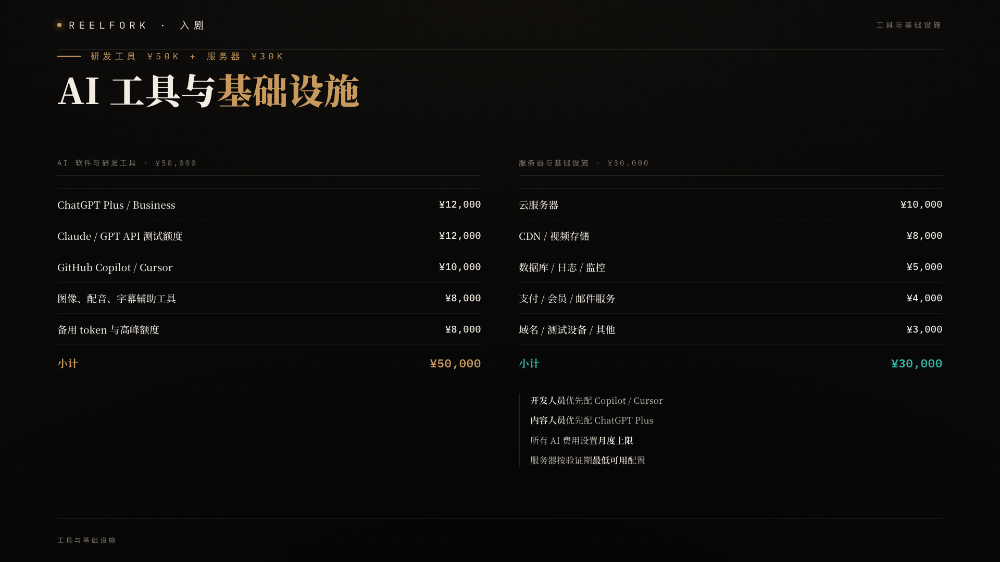 REELFORK · 入剧
工具与基础设施
研发工具 ¥50K + 服务器 ¥30K
AI 工具与基础设施
AI 软件与研发工具 · ¥50,000
ChatGPT Plus / Business ¥12,000
Claude / GPT API 测试额度 ¥12,000
GitHub Copilot / Cursor ¥10,000
图像、配音、字幕辅助工具 ¥8,000
备用 token 与高峰额度 ¥8,000
小计 ¥50,000
服务器与基础设施 · ¥30,000
云服务器 ¥10,000
CDN / 视频存储 ¥8,000
数据库 / 日志 / 监控 ¥5,000
支付 / 会员 / 邮件服务 ¥4,000
域名 / 测试设备 / 其他 ¥3,000
小计 ¥30,000
开发人员优先配 Copilot / Cursor
内容人员优先配 ChatGPT Plus
所有 AI 费用设置月度上限
服务器按验证期最低可用配置
工具与基础设施